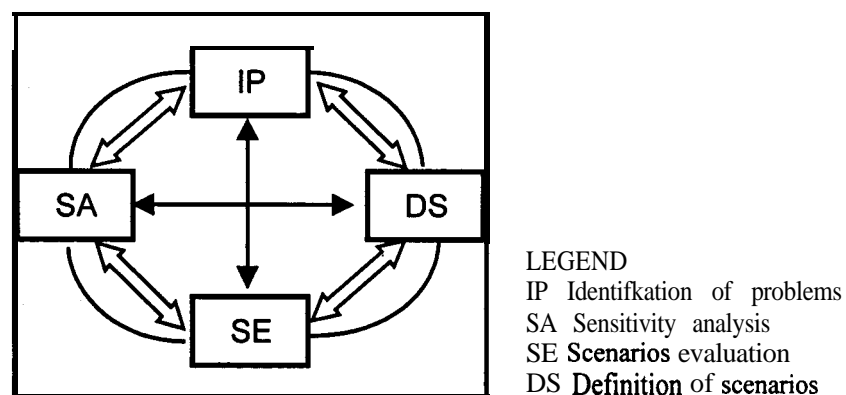 IP
SA
DS
SE
LEGEND
IP Identifkation of problems
SA Sensitivity analysis
SE Scenarios evaluation
DS Definition of scenarios